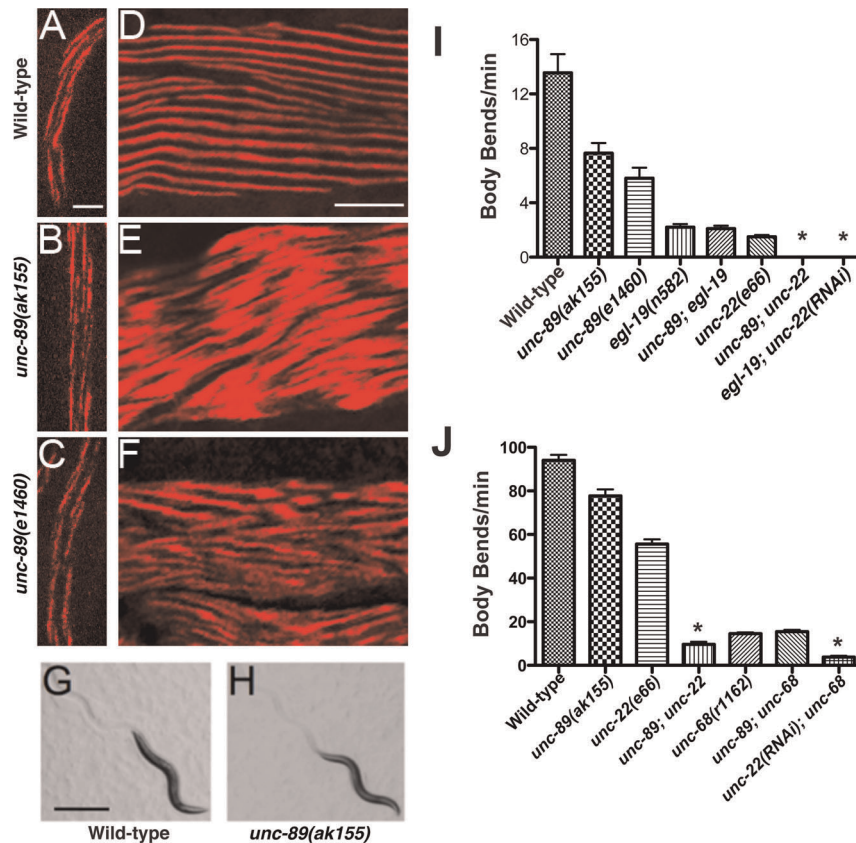 A
D
Wild-type
B
E
unc-89(ak155)
C
F
unc-89(e1460)
G
H
Wild-type
unc-89(ak155)
I
Body Bends/min
16
12
8
4
0
*
*
Wild-type
unc-89(ak155)
unc-89(e1460)
egl-19(n582)
unc-89; egl-19
unc-22(e66)
unc-89; unc-22
egl-19; unc-22(RNAi)
J
Body Bends/min
100
80
60
40
20
0
*
*
Wild-type
unc-89(ak155)
unc-22(e66)
unc-89; unc-22
unc-68(r1162)
unc-89; unc-68
unc-22(RNAi); unc-68